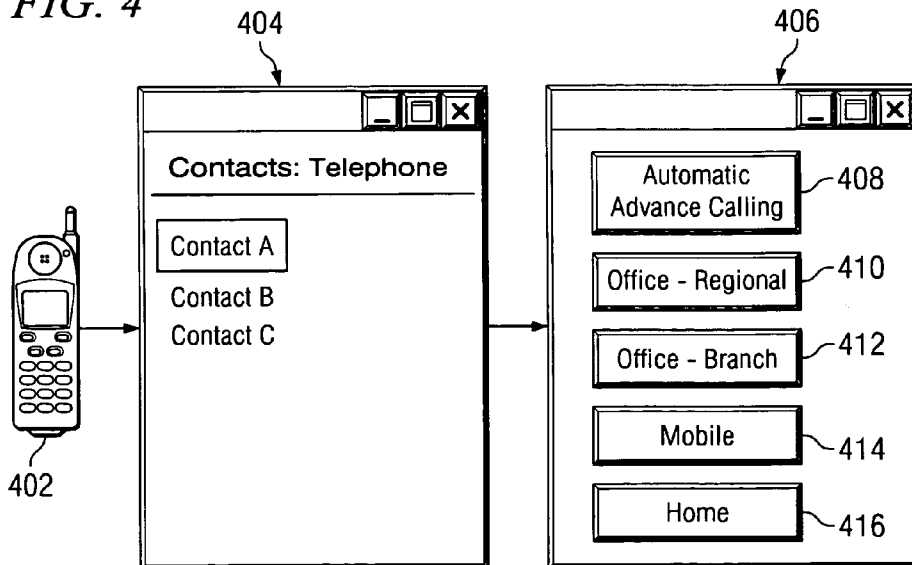 FIG. 4
404
406
Contacts: Telephone
Contact A
Contact B
Contact C
402
Automatic
Advance Calling
408
Office - Regional
410
Office - Branch
412
Mobile
414
Home
416